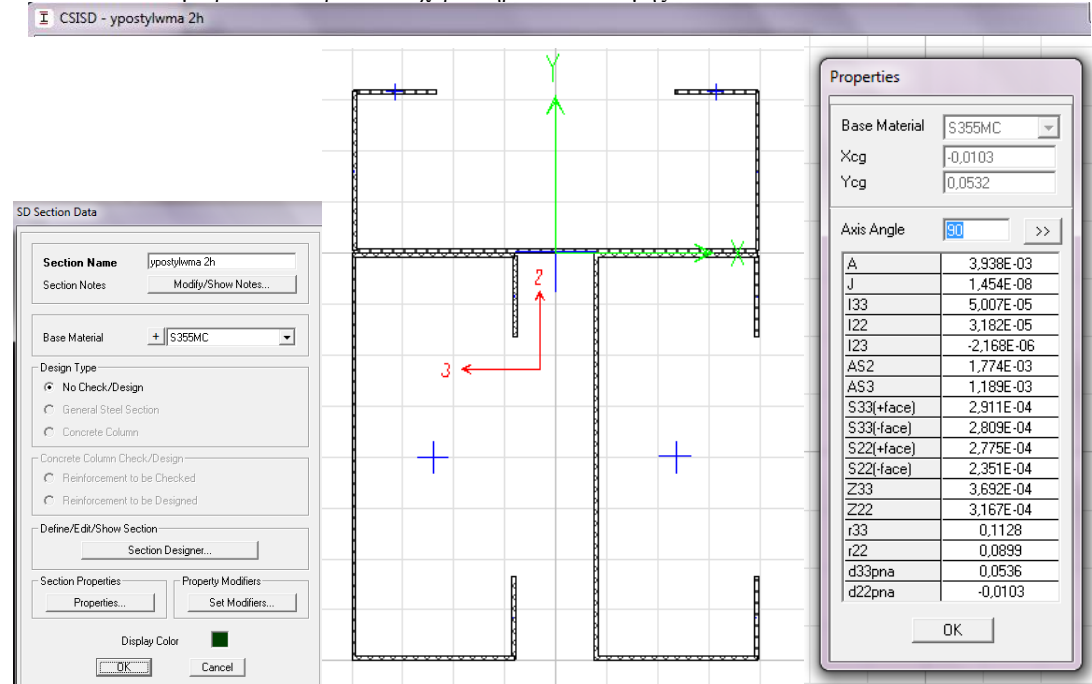 CSISD - ypostylwma 2h
SD Section Data
Section Name ypostylwma 2h
Section Notes Modify/Show Notes...
Base Material + S355MC
Design Type
No Check/Design
General Steel Section
Concrete Column
Concrete Column Check/Design
Reinforcement to be Checked
Reinforcement to be Designed
Define/Edit/Show Section
Section Designer...
Section Properties Property Modifiers
Properties... Set Modifiers...
Display Color
OK Cancel
Y
X
2
3
Properties
Base Material S355MC
Xcg -0,0103
Ycg 0,0532
Axis Angle 90 >>
A 3,938E-03
J 1,454E-08
I33 5,007E-05
I22 3,182E-05
I23 -2,168E-06
AS2 1,774E-03
AS3 1,189E-03
S33(+face) 2,911E-04
S33(-face) 2,809E-04
S22(+face) 2,775E-04
S22(-face) 2,351E-04
Z33 3,692E-04
Z22 3,167E-04
r33 0,1128
r22 0,0899
d33pna 0,0536
d22pna -0,0103
OK